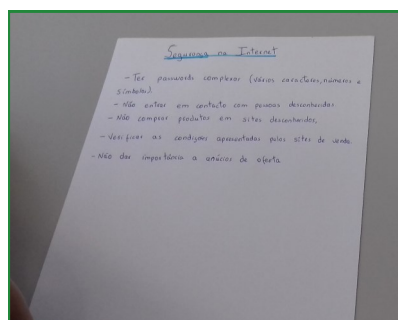 Segurança na Internet
- Ter passwords complexas (vários caracteres, números e
símbolos).
- Não entrar em contacto com pessoas desconhecidas
- Não comprar produtos em sites desconhecidos,
- Verificar as condições apresentadas pelos sites de venda
- Não dar importância a anúncios de oferta